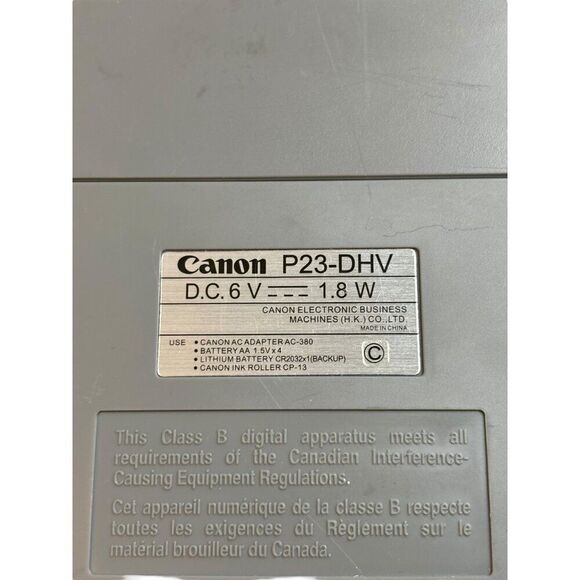 Canon P23-DHV
D.C. 6 V 1.8 W
CANON ELECTRONIC BUSINESS
MACHINES (H.K.) CO.,LTD.
MADE IN CHINA
USE • CANON AC ADAPTER AC-380
• BATTERY AA 1.5V x 4
• LITHIUM BATTERY CR2032x1(BACKUP)
• CANON INK ROLLER CP-13
C
This Class B digital apparatus meets all
requirements of the Canadian Interference-
Causing Equipment Regulations.
Cet appareil numérique de la classe B respecte
toutes les exigences du Règlement sur le
matérial brouilleur du Canada.